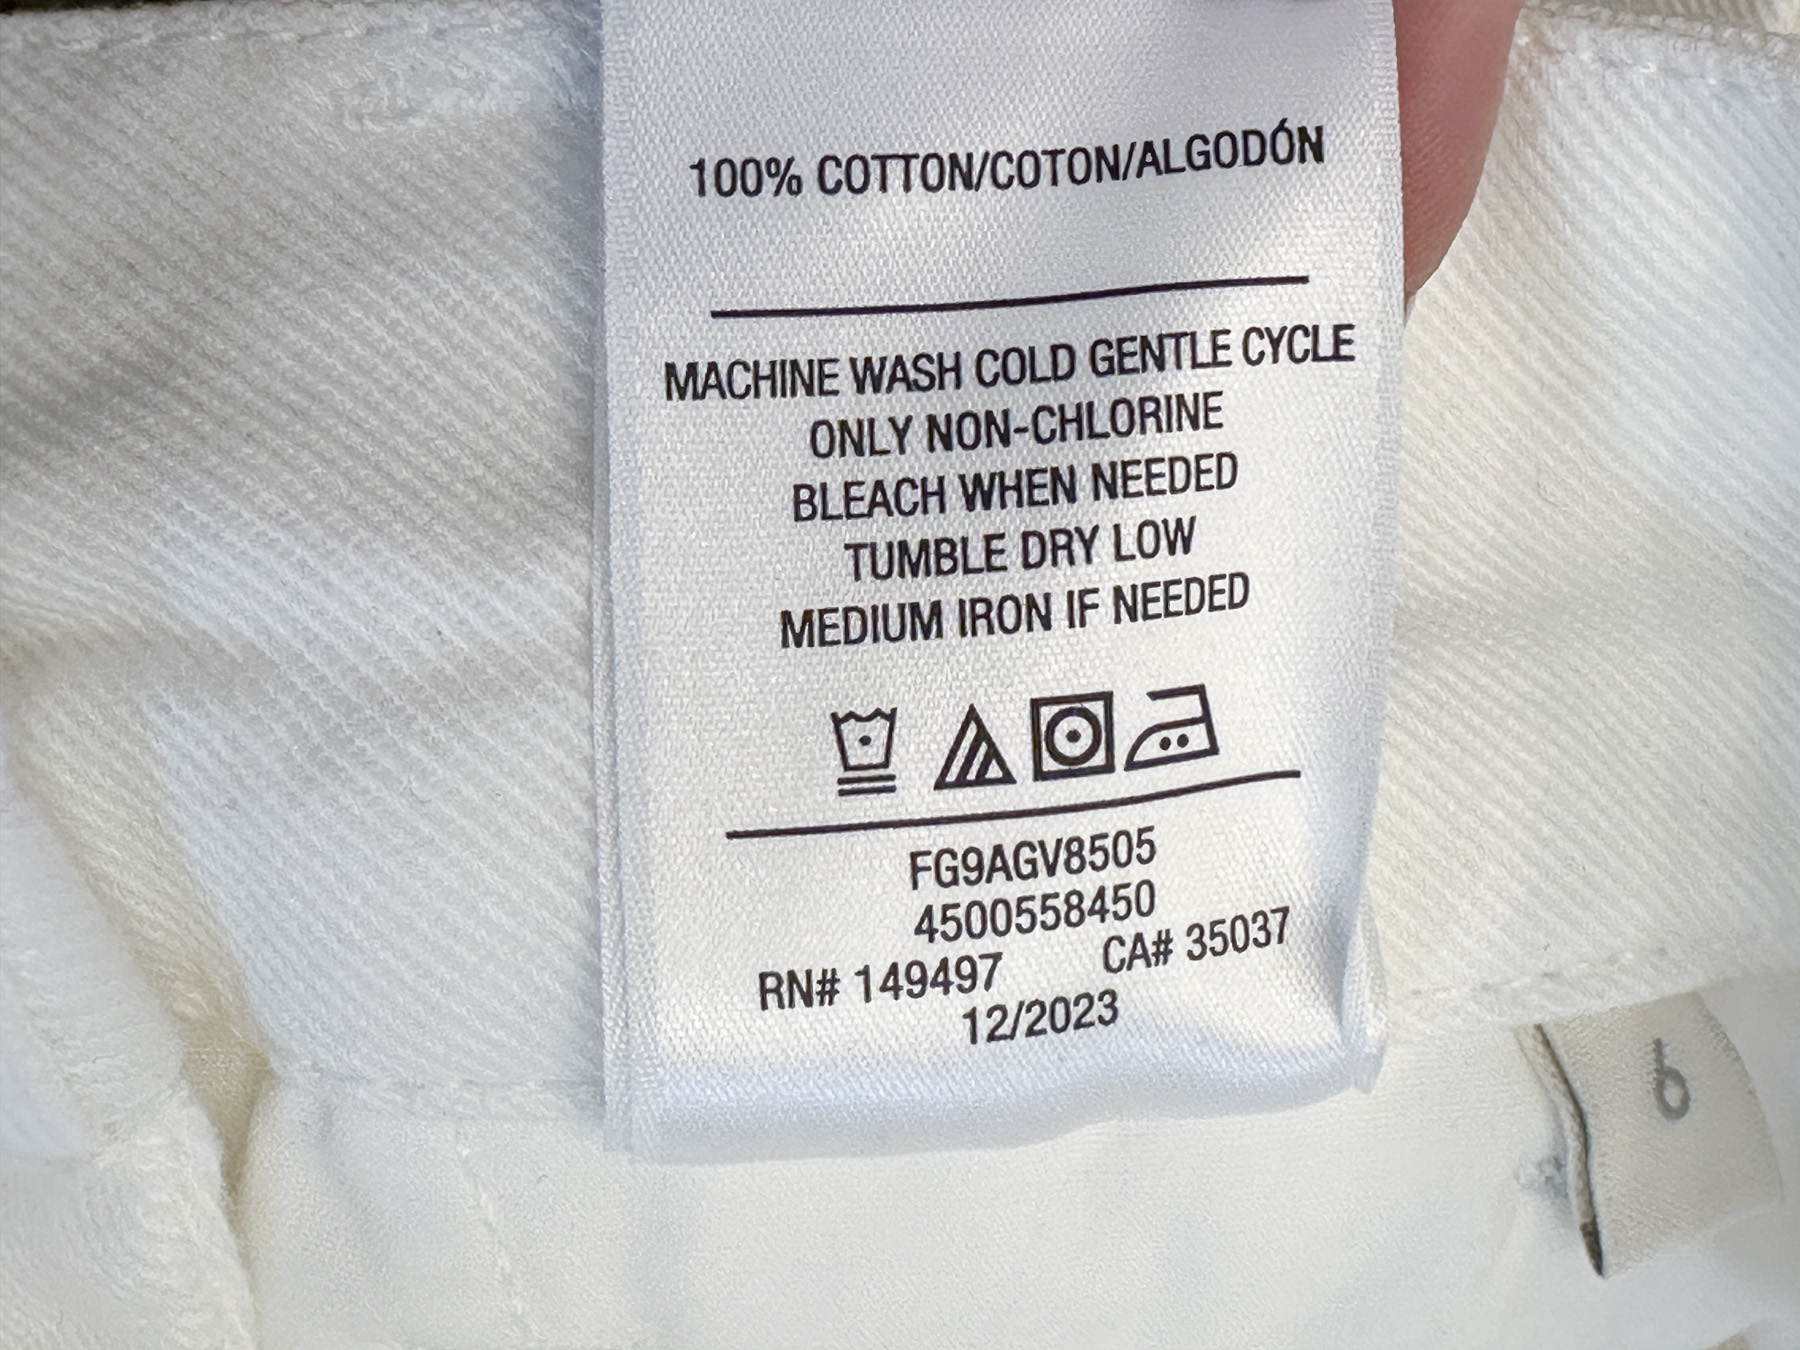 100% COTTON/COTON/ALGODÓN
MACHINE WASH COLD GENTLE CYCLE
ONLY NON-CHLORINE
BLEACH WHEN NEEDED
TUMBLE DRY LOW
MEDIUM IRON IF NEEDED
FG9AGV8505
4500558450
RN# 149497 CA# 35037
12/2023
6